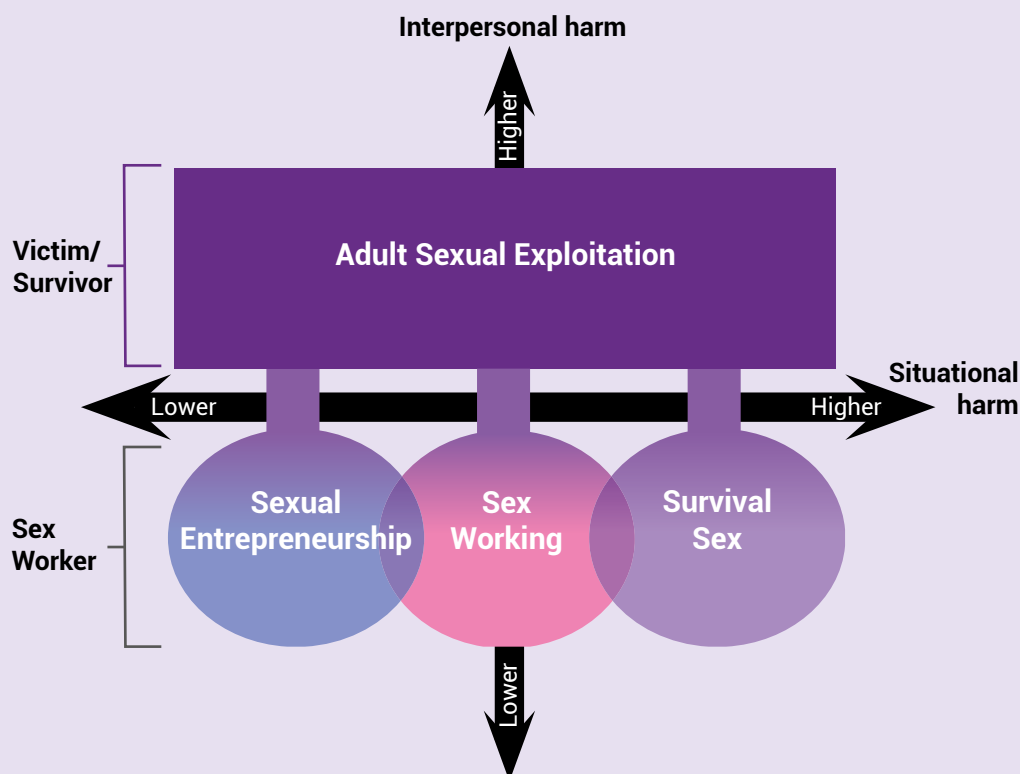 Interpersonal harm
Higher
Victim/
Survivor
Adult Sexual Exploitation
Situational
harm
Lower
Higher
Sex
Worker
Sexual
Entrepreneurship
Sex
Working
Survival
Sex
Lower